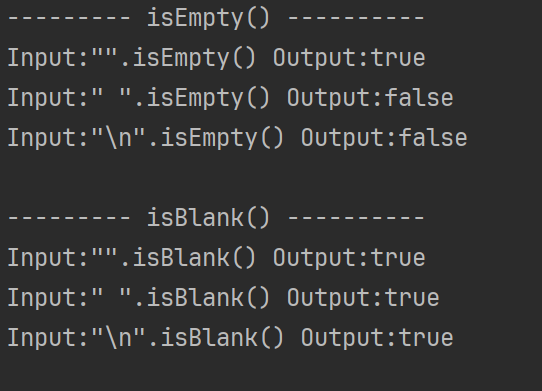 --------- isEmpty() ----------
Input:"".isEmpty() Output:true
Input:" ".isEmpty() Output:false
Input:"\n".isEmpty() Output:false
--------- isBlank() ----------
Input:"".isBlank() Output:true
Input:" ".isBlank() Output:true
Input:"\n".isBlank() Output:true